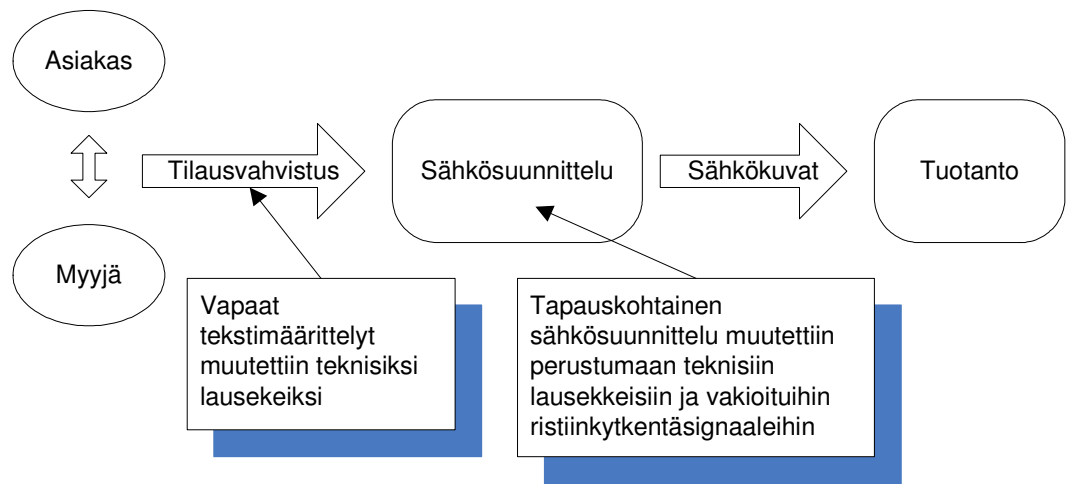 Asiakas
Tilausvahvistus
Sähkösuunnittelu
Sähkökuvat
Tuotanto
Myyjä
Vapaat
tekstimäärittelyt
muutettiin teknisiksi
lausekeiksi
Tapauskohtainen
sähkösuunnittelu muutettiin
perustumaan teknisiin
lausekkeisiin ja vakioituihin
ristiinkytkentäsignaaleihin